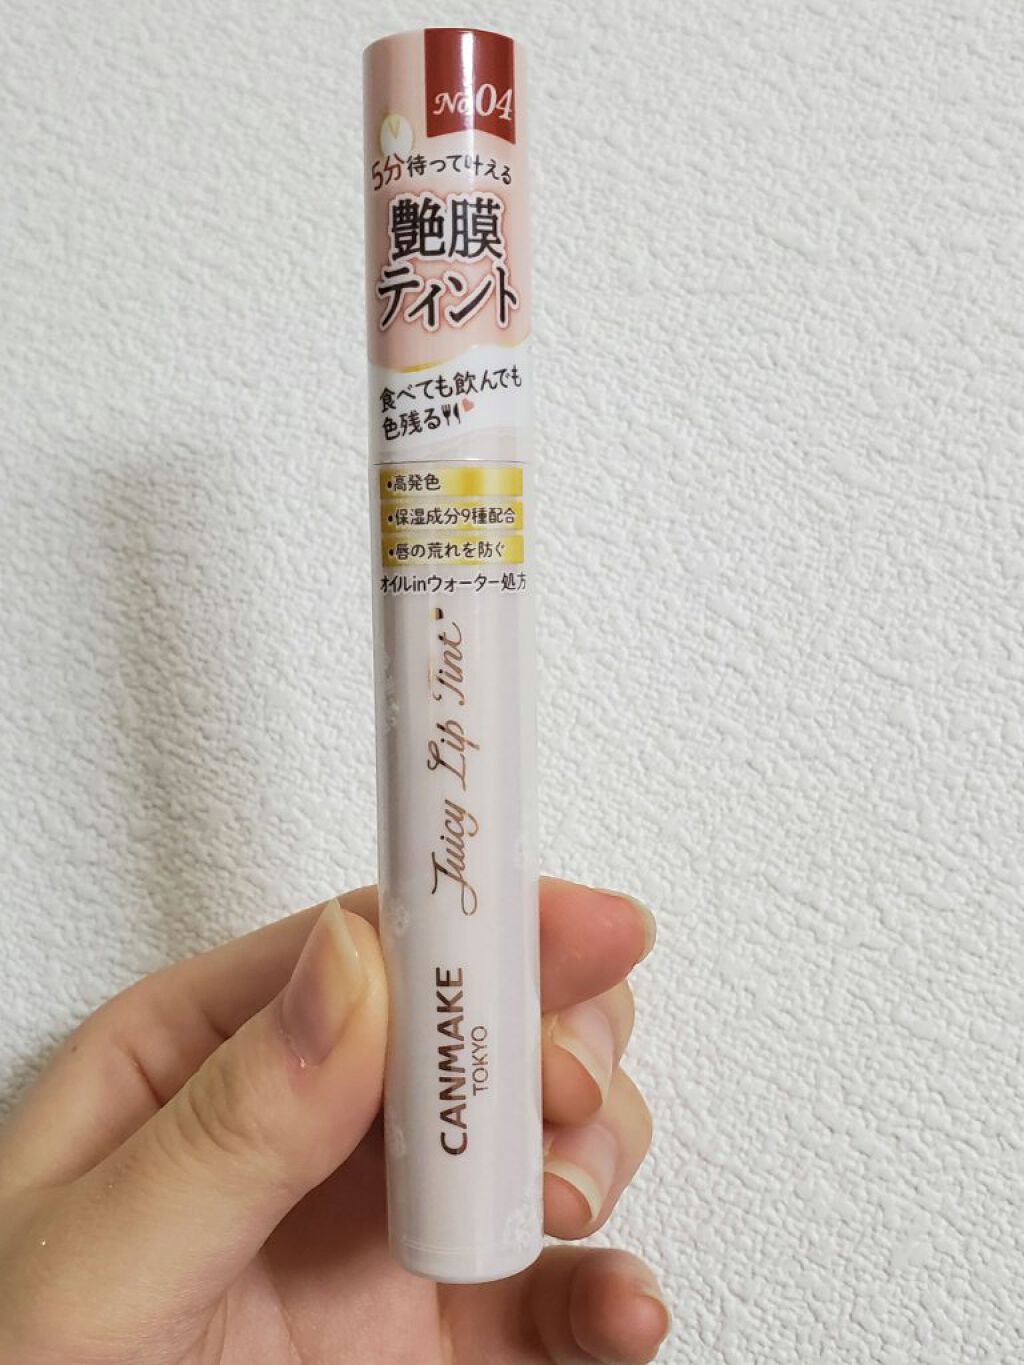 No.04
5分待って叶える
艶膜
ティント
食べても飲んでも
色残る
•高発色
•保湿成分9種配合
•唇の荒れを防ぐ
オイルinウォーター処方
Juicy Lip Tint
CANMAKE
TOKYO